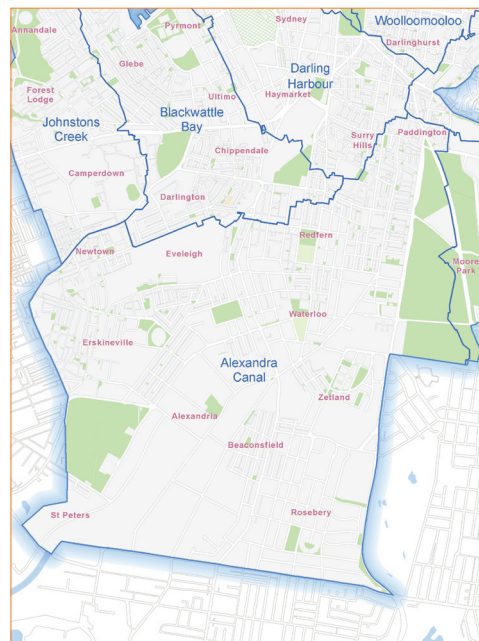 Sydney
Woolloomooloo
Annandale
Pyrmont
Darlinghurst
Glebe
Darling
Harbour
Forest
Lodge
Ultimo
Haymarket
Blackwattle
Bay
Johnstons
Creek
Surry
Hills
Paddington
Chippendale
Camperdown
Darlington
Redfern
Newtown
Eveleigh
Moore
Park
Waterloo
Erskineville
Alexandra
Canal
Zetland
Alexandria
Beaconsfield
St Peters
Rosebery